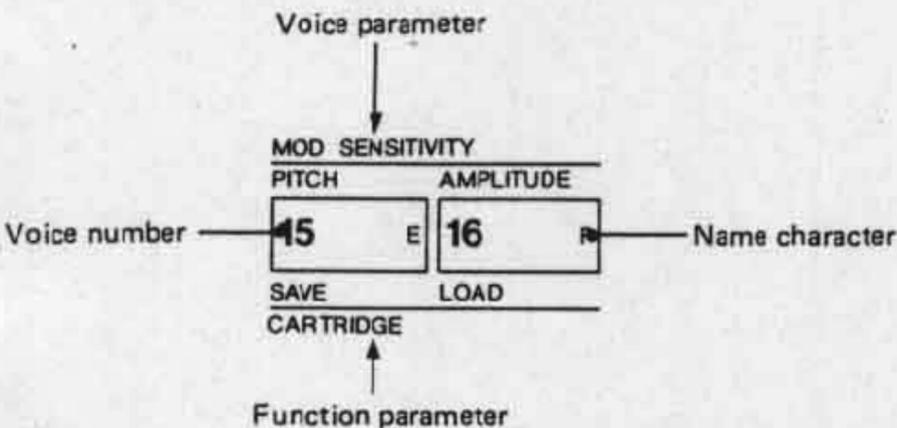 Voice parameter
MOD SENSITIVITY
PITCH AMPLITUDE
Voice number 15 E 16 F Name character
SAVE LOAD
CARTRIDGE
Function parameter